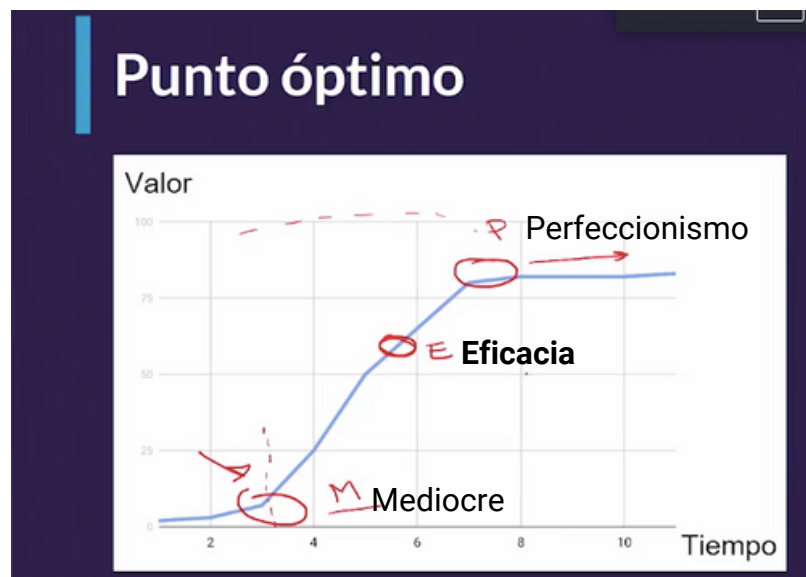 Punto óptimo
Valor
100
P Perfeccionismo
75
E Eficacia
50
25
M Mediocre
0
2 4 6 8 10 Tiempo